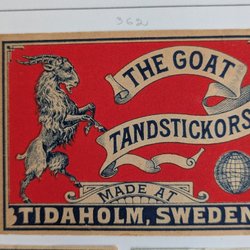 362
THE GOAT
TANDSTICKORS
MADE AT
TIDAHOLM, SWEDEN